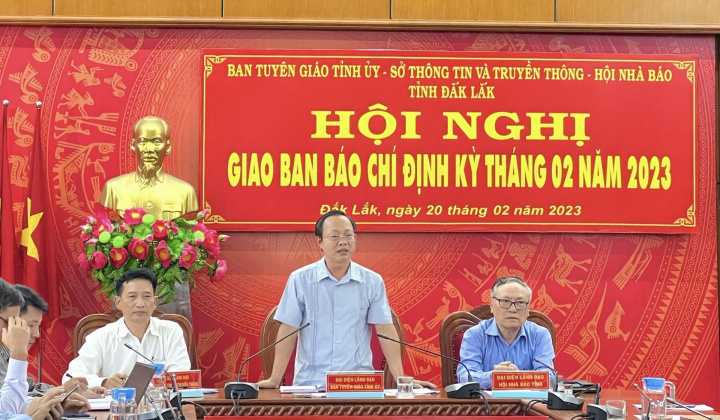 BAN TUYÊN GIÁO TỈNH ỦY - SỞ THÔNG TIN VÀ TRUYỀN THÔNG - HỘI NHÀ BÁO
TỈNH ĐẮK LẮK
HỘI NGHỊ
GIAO BAN BÁO CHÍ ĐỊNH KỲ THÁNG 02 NĂM 2023
Đắk Lắk, ngày 20 tháng 02 năm 2023
ĐẠI DIỆN LÃNH ĐẠO
BAN TUYÊN GIÁO TỈNH ỦY
ĐẠI DIỆN LÃNH ĐẠO
HỘI NHÀ BÁO TỈNH